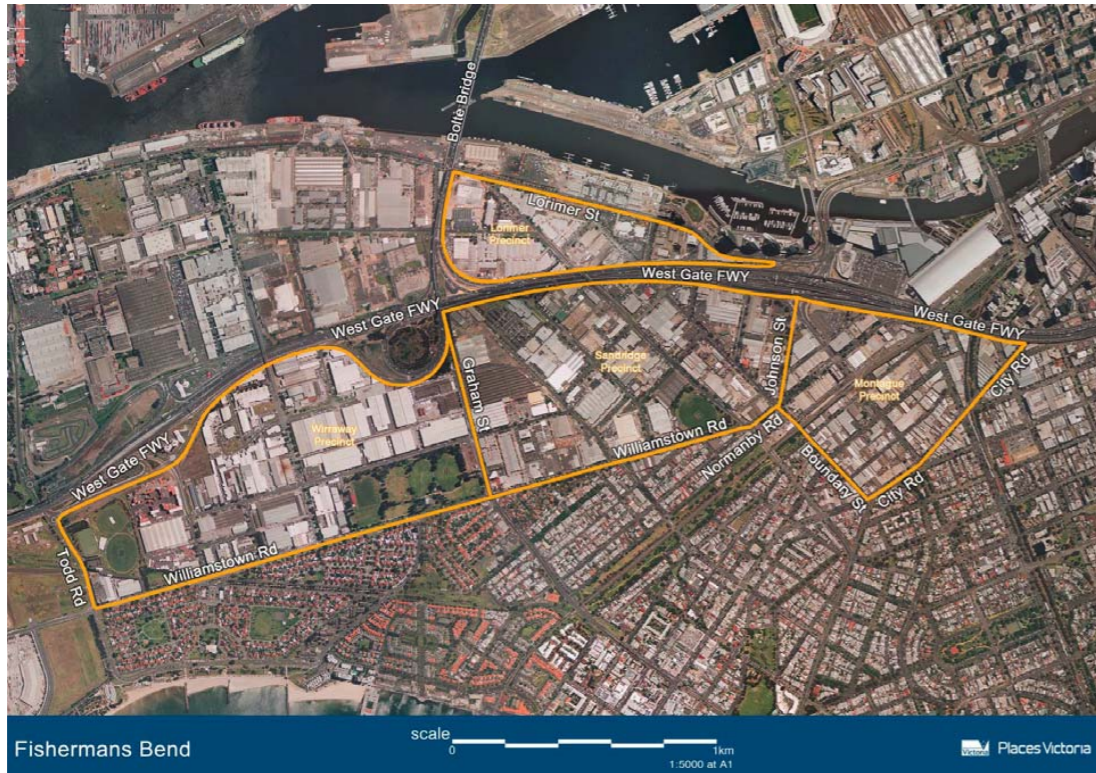 Bolte Bridge
Lorimer St
Lorimer
Precinct
West Gate FWY
West Gate FWY
West Gate FWY
Johnson St
Sandridge
Precinct
Montague
Precinct
City Rd
Graham St
Wirraway
Precinct
West Gate FWY
Williamstown Rd
Normanby Rd
Boundary St
City Rd
Todd Rd
Williamstown Rd
Fishermans Bend
scale
0
1km
1:5000 at A1
Victoria
Places Victoria